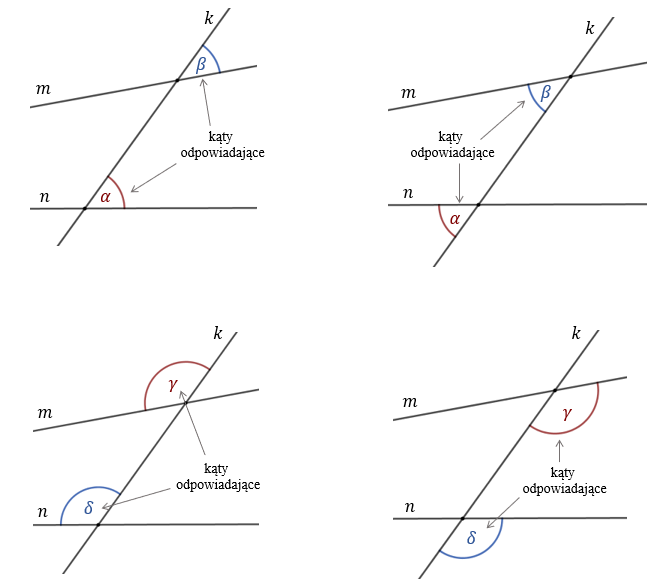 k
m
β
kąty
odpowiadające
n
α
k
m
β
kąty
odpowiadające
n
α
k
γ
m
kąty
odpowiadające
n
δ
k
m
γ
kąty
odpowiadające
n
δ